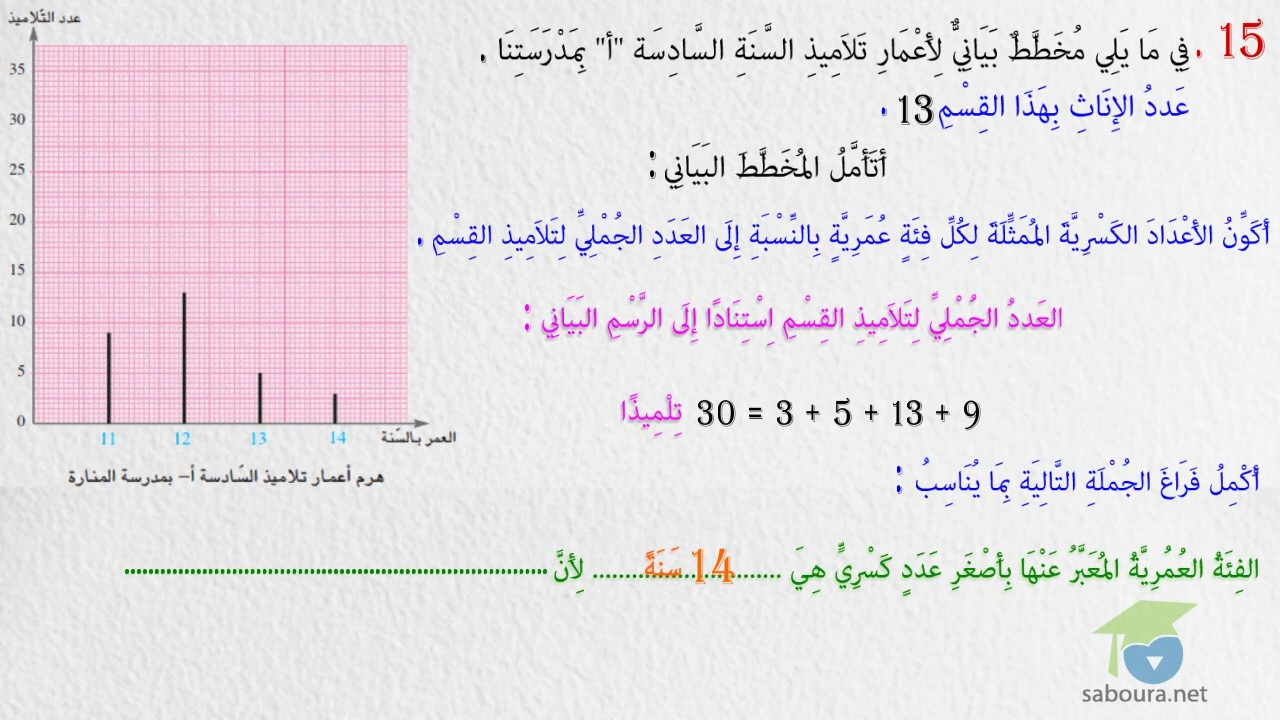 15 . فِي مَا يَلِي مُخَطَّطٌ بَيَانِيٌّ لِأَعْمَارِ تَلَامِيذِ السَّنَةِ السَّادِسَة "أ" بِمَدْرَسَتِنَا .
عَددُ الإِنَاثِ بِهَذَا القِسْمِ 13 .
أَتَأَمَّلُ المُخَطَّطَ البَيَانِي :
أُكَوِّنُ الأَعْدَادَ الكَسْرِيَّةَ المُمَثِّلَةَ لِكُلِّ فِئَةٍ عُمَرِيَّةٍ بِالنِّسْبَةِ إِلَى العَدَدِ الجُمْلِيِّ لِتَلَامِيذِ القِسْمِ .
العَددُ الجُمْلِيِّ لِتَلَامِيذِ القِسْمِ اِسْتِنَادًا إِلَى الرَّسْمِ البَيَانِي :
9 + 13 + 5 + 3 = 30 تِلْمِيذًا
أُكْمِلُ فَرَاغَ الجُمْلَةِ التَّالِيَةِ بِمَا يُنَاسِبُ :
الفِئَةُ العُمُرِيَّةُ المُعَبَّرُ عَنْهَا بِأَصْغَرِ عَدَدٍ كَسْرِيٍّ هِيَ ........ 14 سَنَةً ........ لِأَنَّ ................................................
عدد التّلاميذ
35
30
25
20
15
10
5
0
11 12 13 14
العمر بالسّنة
هرم أعمار تلاميذ السّادسة أ– بمدرسة المنارة
saboura.net